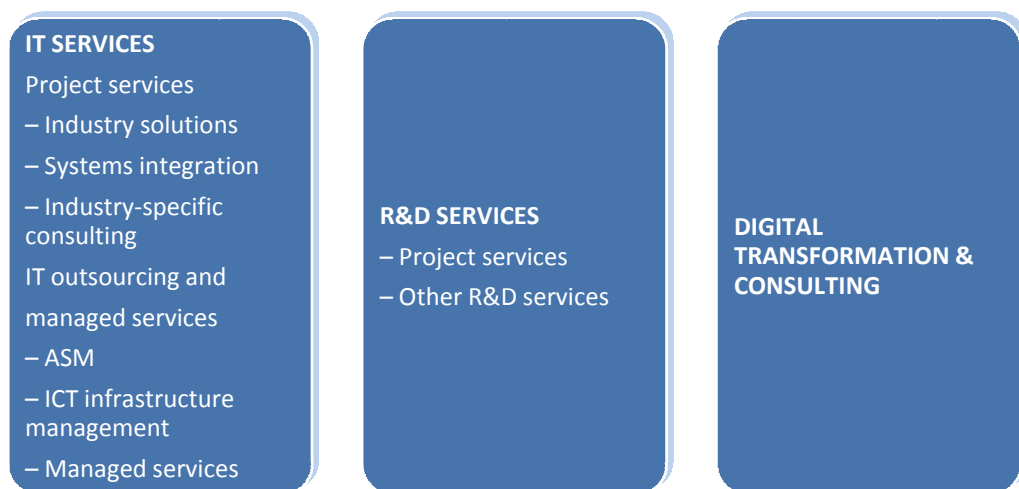 IT SERVICES
Project services
– Industry solutions
– Systems integration
– Industry-specific
consulting
IT outsourcing and
managed services
– ASM
– ICT infrastructure
management
– Managed services
R&D SERVICES
– Project services
– Other R&D services
DIGITAL
TRANSFORMATION &
CONSULTING